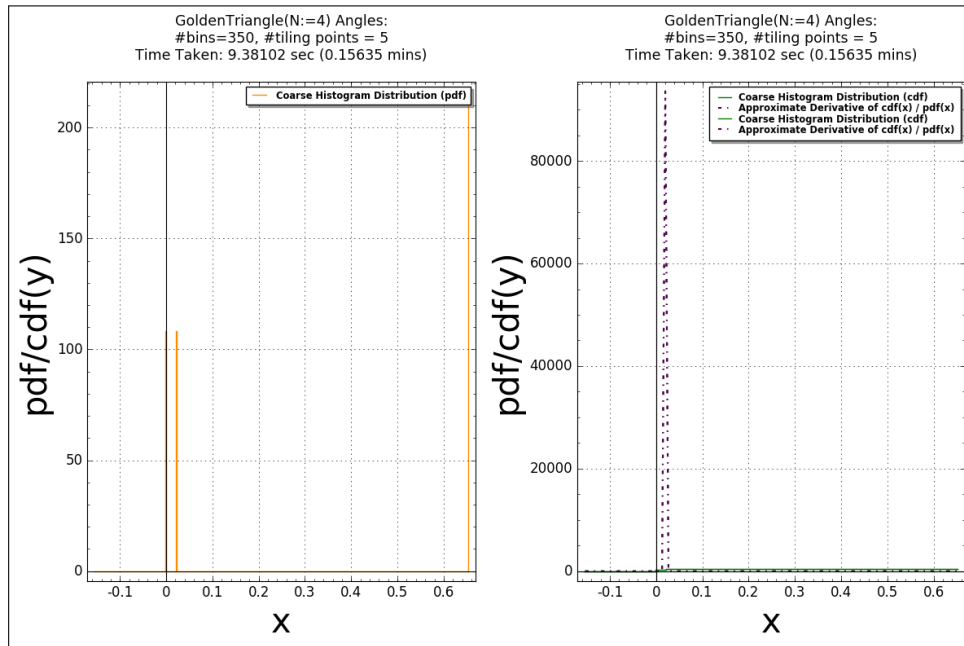 GoldenTriangle(N:=4) Angles:
#bins=350, #tiling points = 5
Time Taken: 9.38102 sec (0.15635 mins)
Coarse Histogram Distribution (pdf)
200
150
100
50
0
pdf/cdf(y)
-0.1 0 0.1 0.2 0.3 0.4 0.5 0.6
x
GoldenTriangle(N:=4) Angles:
#bins=350, #tiling points = 5
Time Taken: 9.38102 sec (0.15635 mins)
Coarse Histogram Distribution (cdf)
Approximate Derivative of cdf(x) / pdf(x)
Coarse Histogram Distribution (cdf)
Approximate Derivative of cdf(x) / pdf(x)
80000
60000
40000
20000
0
pdf/cdf(y)
-0.1 0 0.1 0.2 0.3 0.4 0.5 0.6
x